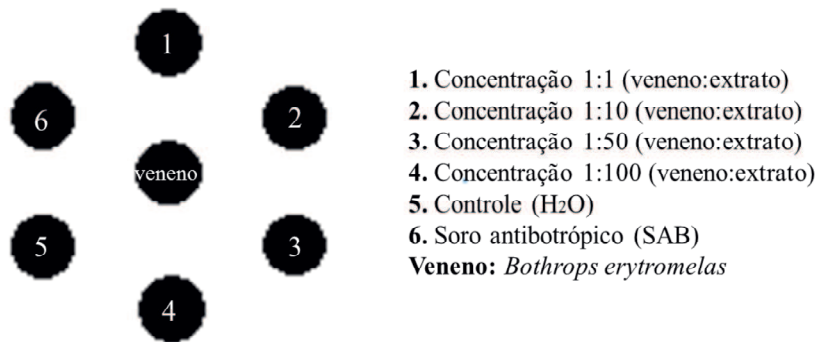 1
6
2
veneno
5
3
4
1. Concentração 1:1 (veneno:extrato)
2. Concentração 1:10 (veneno:extrato)
3. Concentração 1:50 (veneno:extrato)
4. Concentração 1:100 (veneno:extrato)
5. Controle (H2O)
6. Soro antibotrópico (SAB)
Veneno: Bothrops erytromelas